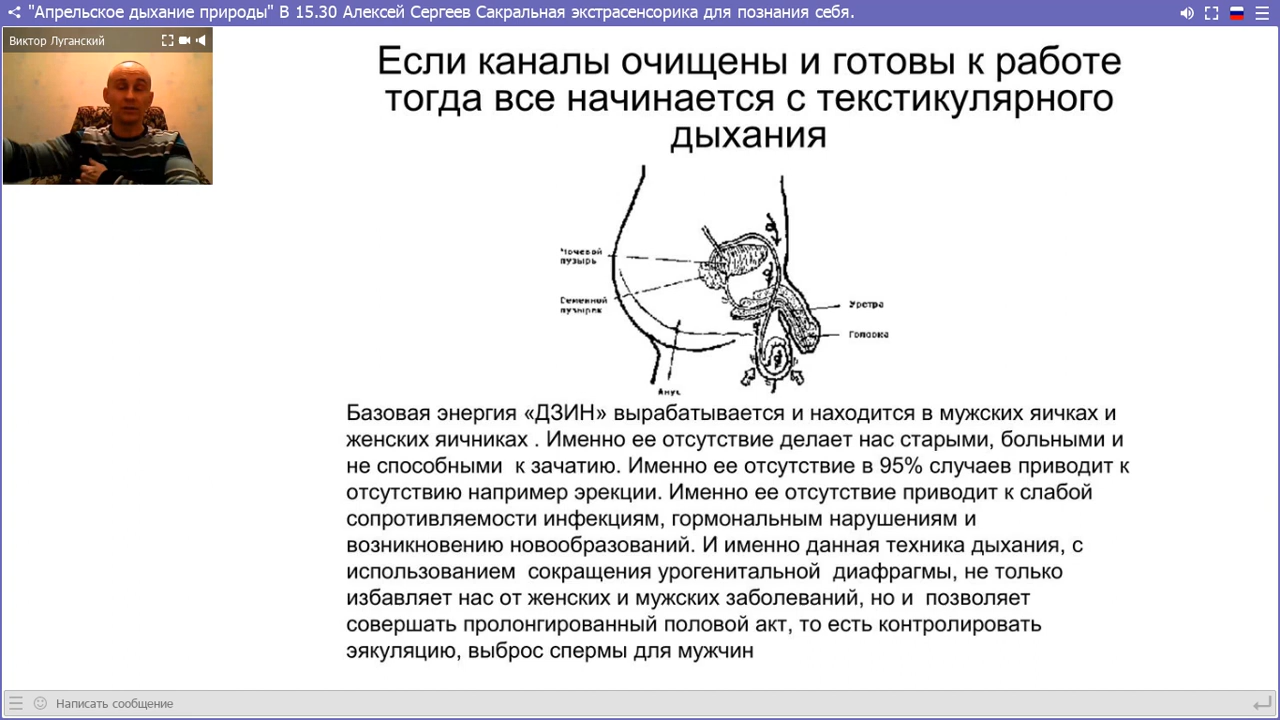 "Апрельское дыхание природы" В 15.30 Алексей Сергеев Сакральная экстрасенсорика для познания себя.
Виктор Луганский
Если каналы очищены и готовы к работе
тогда все начинается с текстикулярного
дыхания
Мочевой
пузырь
Семенной
пузырек
Уретра
Головка
Анус
Базовая энергия «ДЗИН» вырабатывается и находится в мужских яичках и
женских яичниках . Именно ее отсутствие делает нас старыми, больными и
не способными к зачатию. Именно ее отсутствие в 95% случаев приводит к
отсутствию например эрекции. Именно ее отсутствие приводит к слабой
сопротивляемости инфекциям, гормональным нарушениям и
возникновению новообразований. И именно данная техника дыхания, с
использованием сокращения урогенитальной диафрагмы, не только
избавляет нас от женских и мужских заболеваний, но и позволяет
совершать пролонгированный половой акт, то есть контролировать
эякуляцию, выброс спермы для мужчин
Написать сообщение